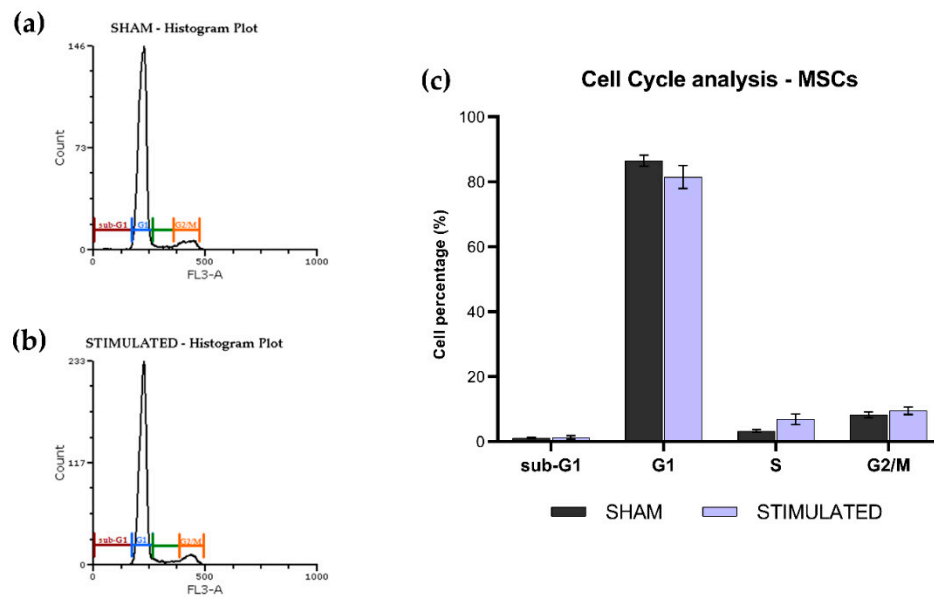 (a)
SHAM - Histogram Plot
146
73
0
Count
sub-G1 G1 G2/M
0 500 1000
FL3-A
(b)
STIMULATED - Histogram Plot
233
117
0
Count
sub-G1 G1 G2/M
0 500 1000
FL3-A
(c)
Cell Cycle analysis - MSCs
100
80
60
40
20
0
Cell percentage (%)
sub-G1 G1 S G2/M
SHAM STIMULATED